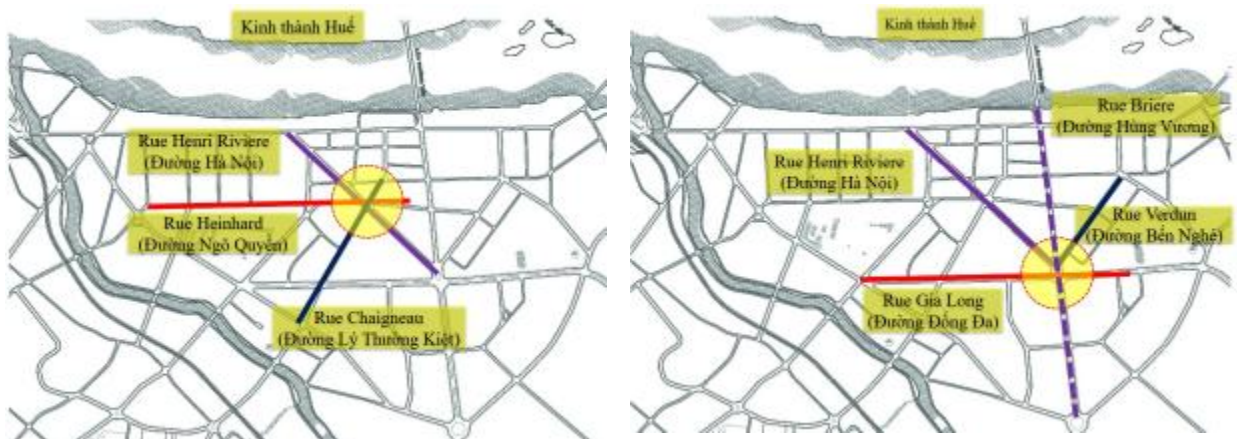 Kinh thành Huế
Rue Henri Riviere
(Đường Hà Nội)
Rue Heinhard
(Đường Ngô Quyền)
Rue Chaigneau
(Đường Lý Thường Kiệt)
Kinh thành Huế
Rue Briere
(Đường Hùng Vương)
Rue Henri Riviere
(Đường Hà Nội)
Rue Verdun
(Đường Bến Nghé)
Rue Gia Long
(Đường Đống Đa)